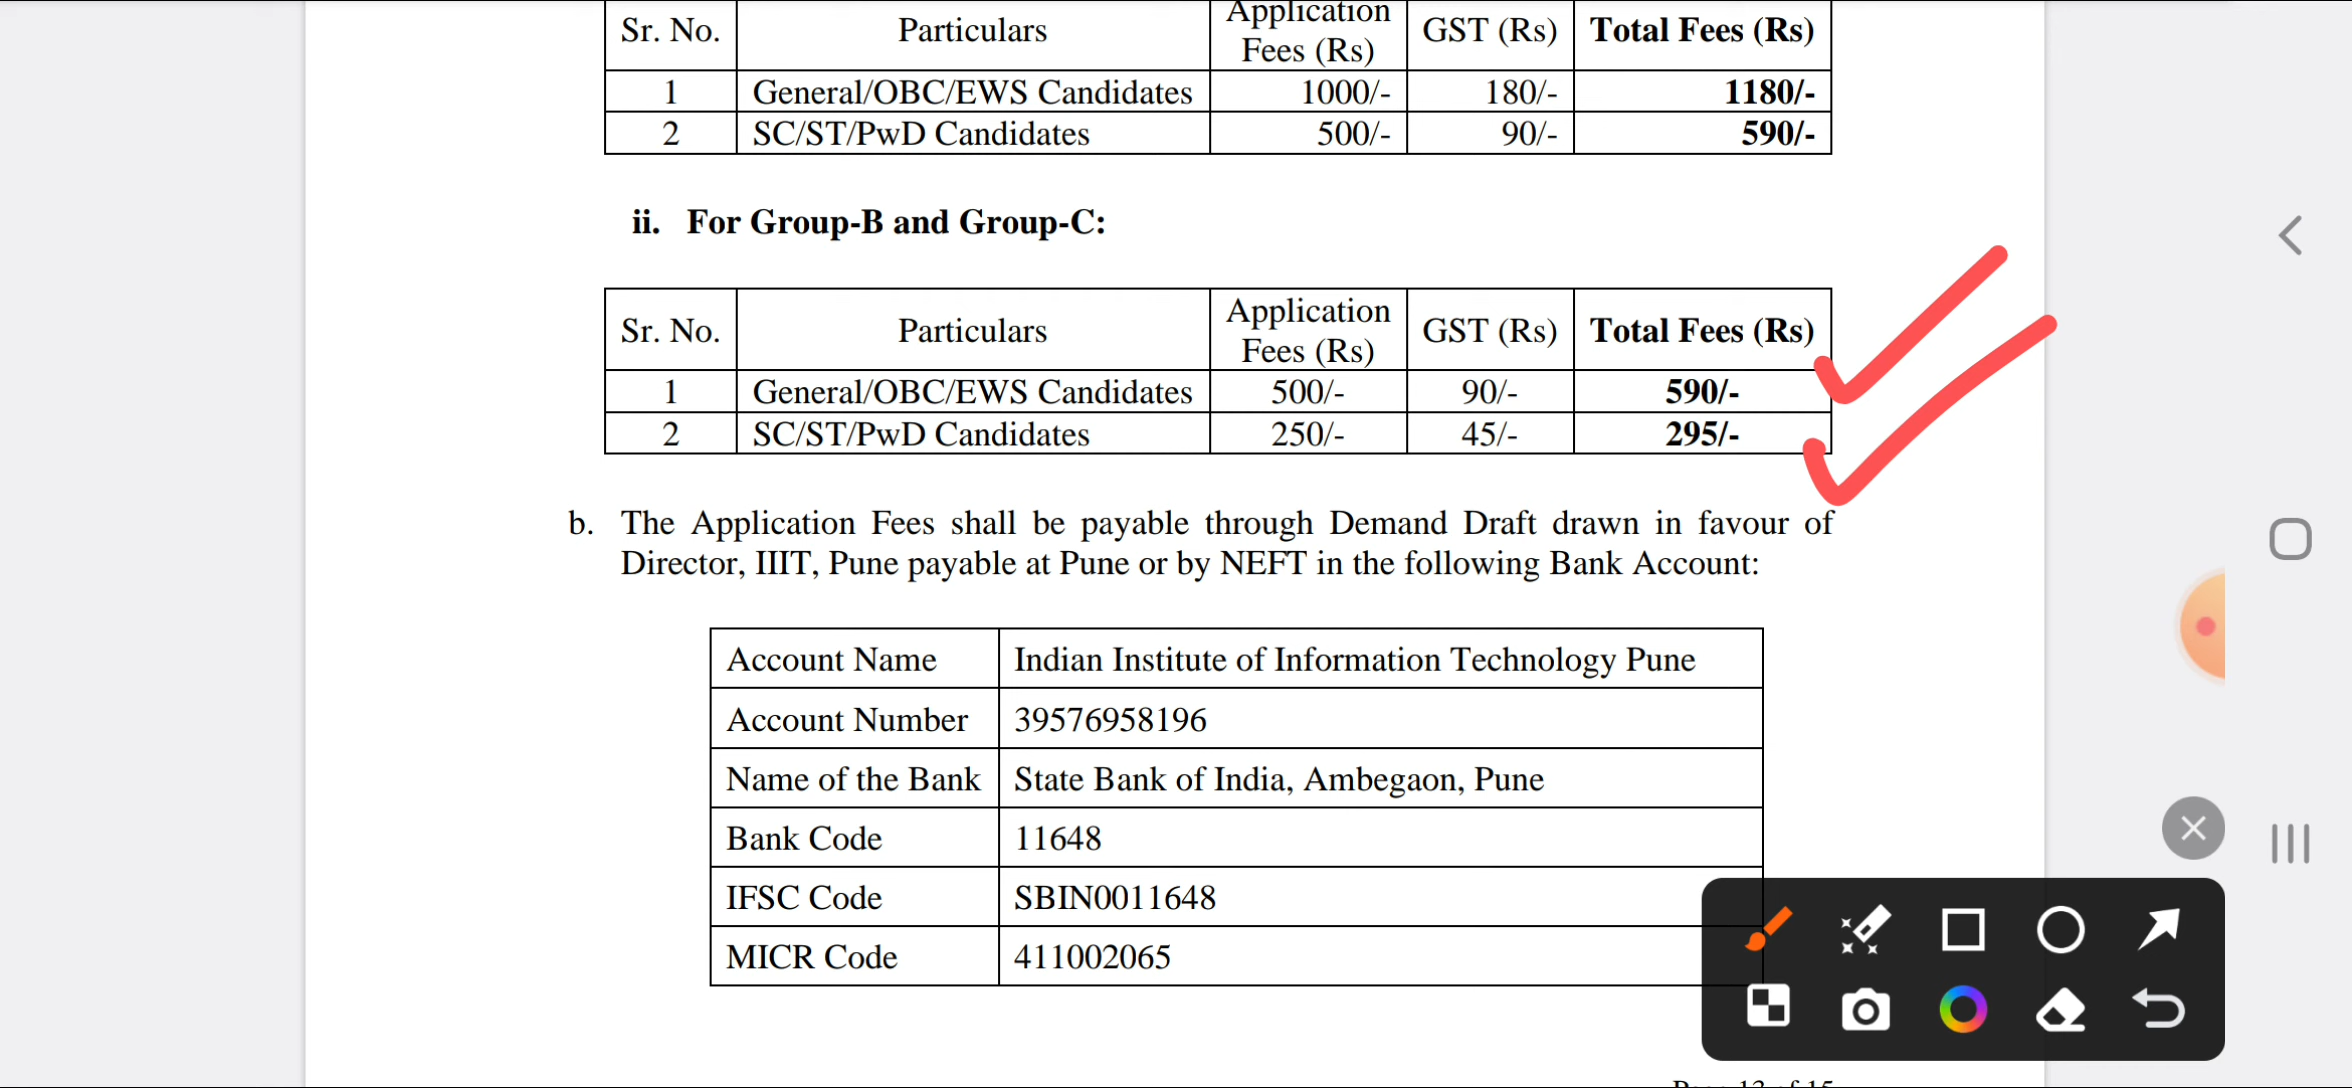 Sr. No. Particulars Application Fees (Rs) GST (Rs) Total Fees (Rs)
1 General/OBC/EWS Candidates 1000/- 180/- 1180/-
2 SC/ST/PwD Candidates 500/- 90/- 590/-
ii. For Group-B and Group-C:
Sr. No. Particulars Application Fees (Rs) GST (Rs) Total Fees (Rs)
1 General/OBC/EWS Candidates 500/- 90/- 590/-
2 SC/ST/PwD Candidates 250/- 45/- 295/-
b. The Application Fees shall be payable through Demand Draft drawn in favour of
Director, IIIT, Pune payable at Pune or by NEFT in the following Bank Account:
Account Name Indian Institute of Information Technology Pune
Account Number 39576958196
Name of the Bank State Bank of India, Ambegaon, Pune
Bank Code 11648
IFSC Code SBIN0011648
MICR Code 411002065